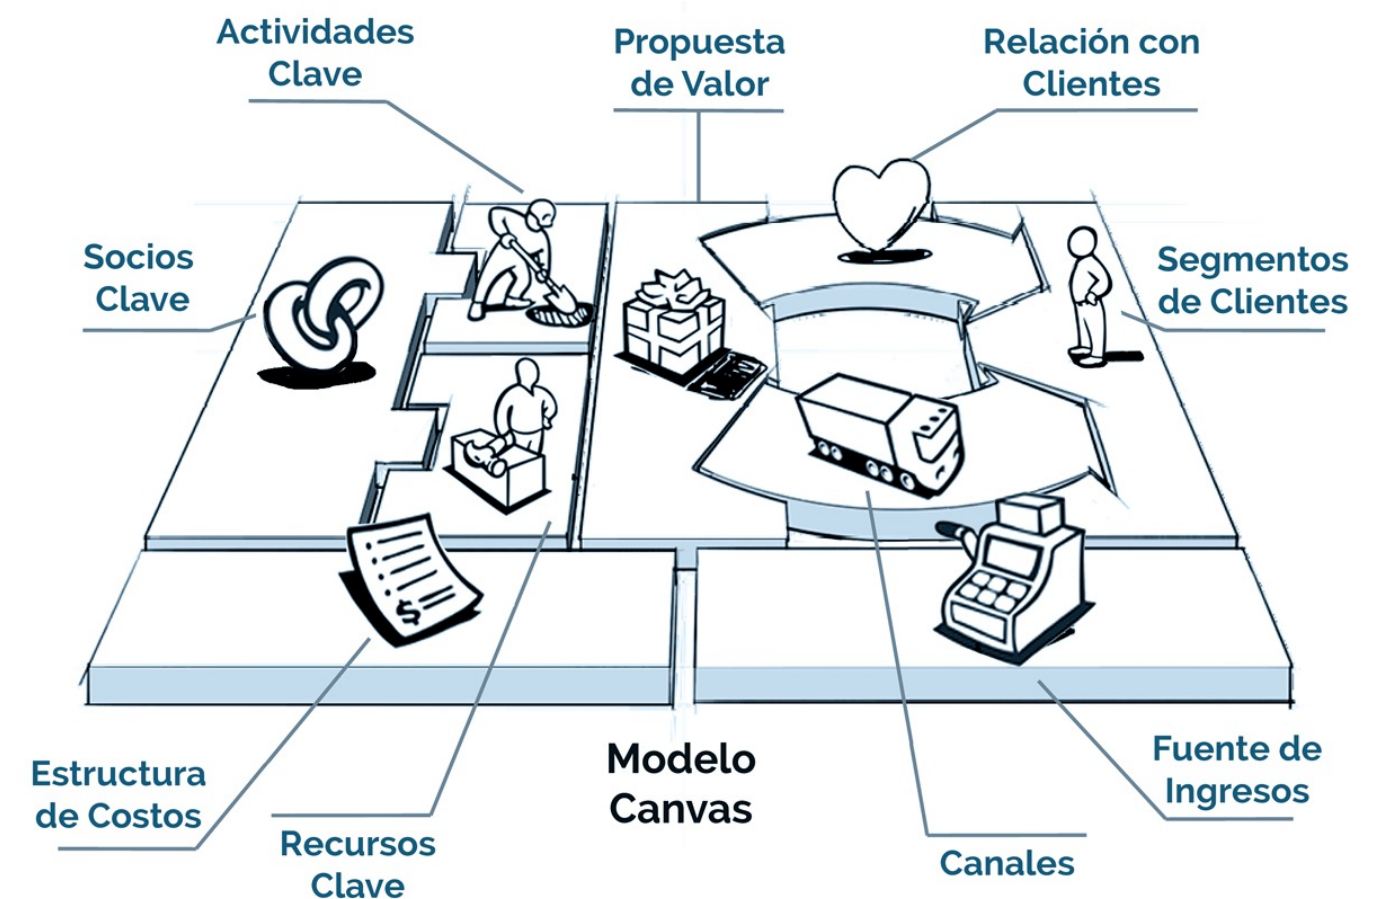 Actividades
Clave
Propuesta
de Valor
Relación con
Clientes
Socios
Clave
Segmentos
de Clientes
$
Modelo
Canvas
Estructura
de Costos
Recursos
Clave
Canales
Fuente de
Ingresos